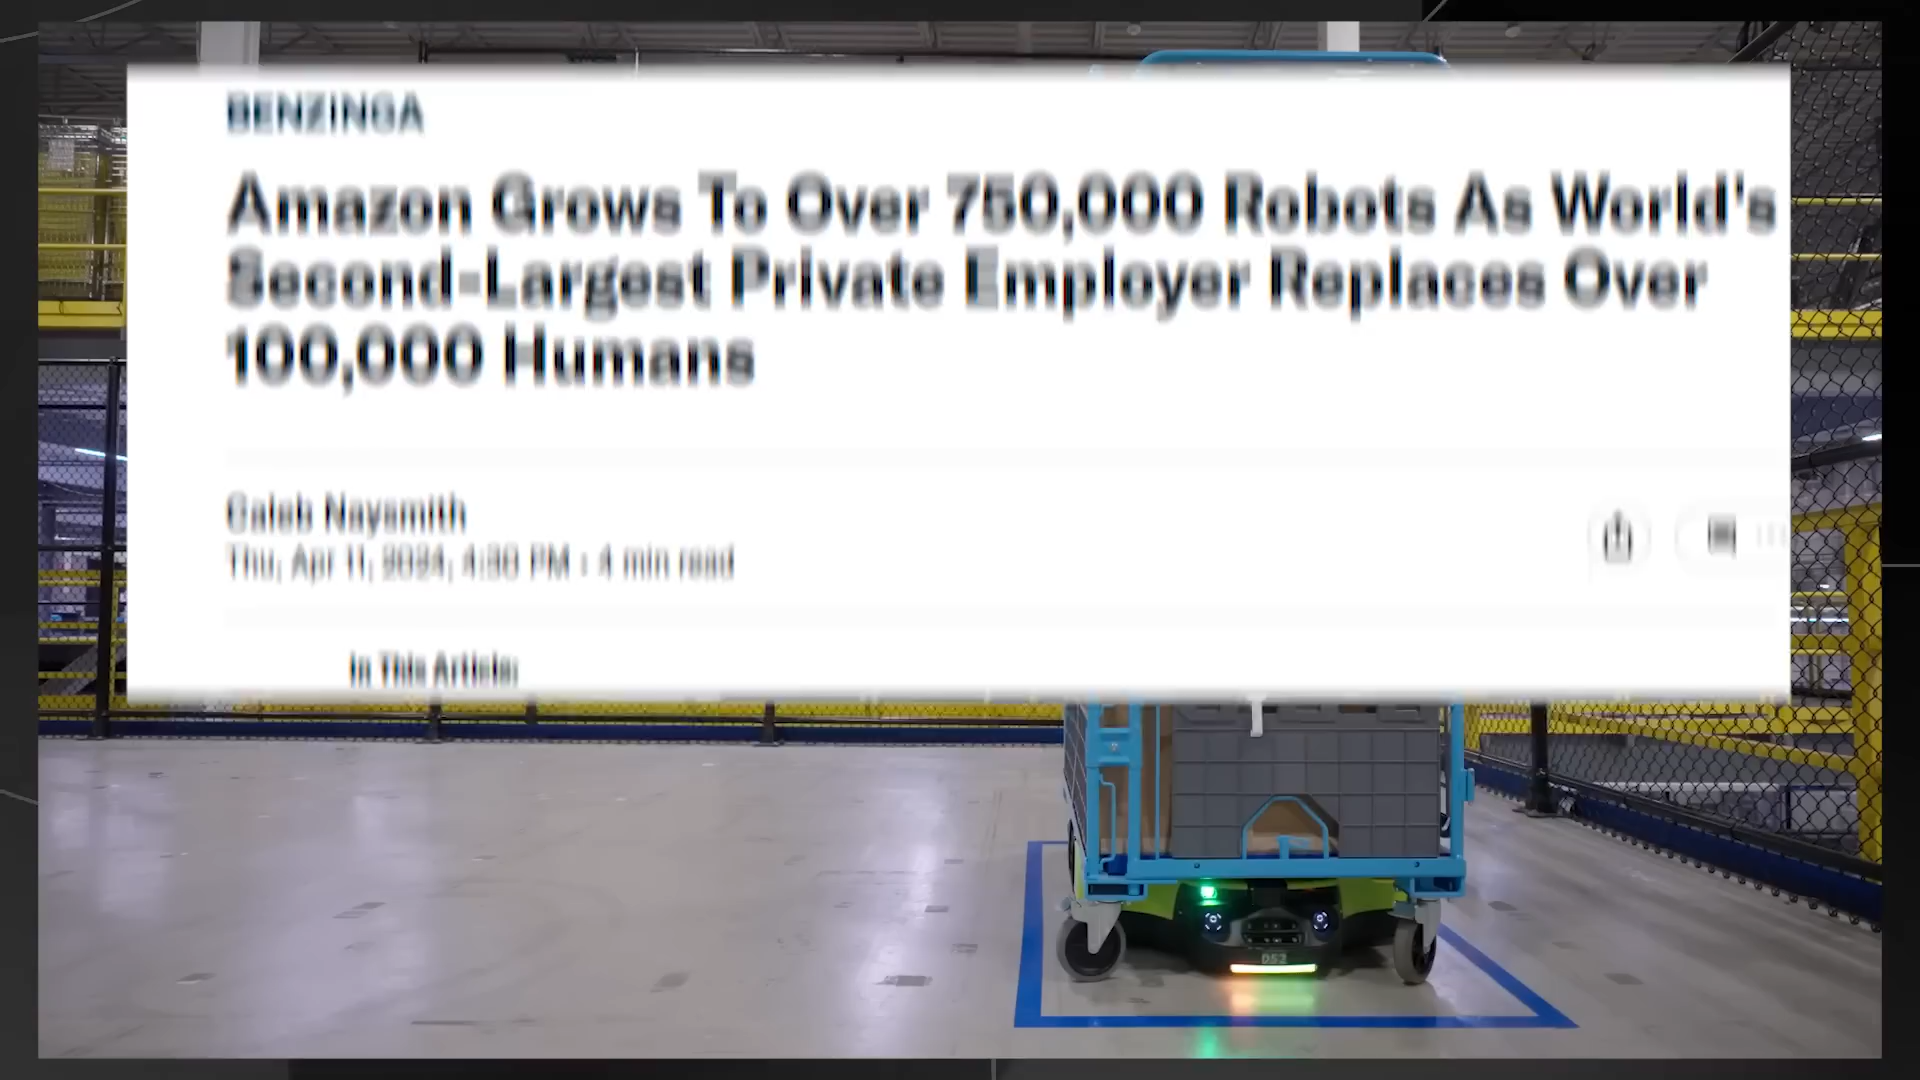 BENZINGA
Amazon Grows To Over 750,000 Robots As World's
Second-Largest Private Employer Replaces Over
100,000 Humans
Caleb Naysmith
Thu, Apr 11, 2024, 4:30 PM • 4 min read
In This Article:
052